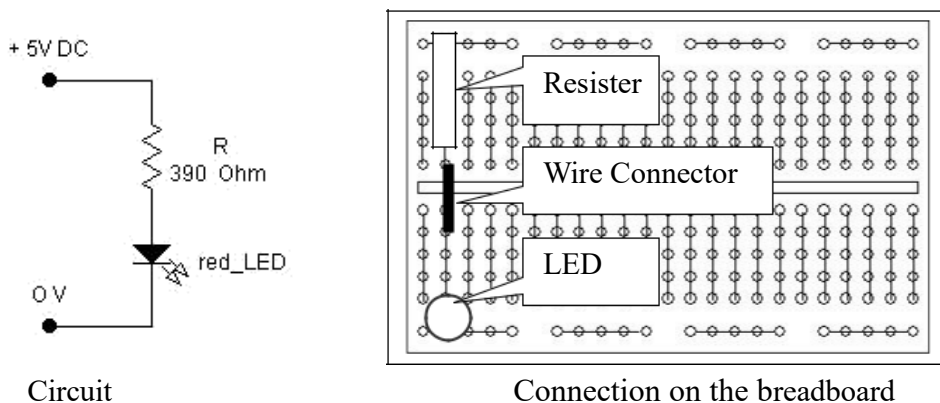 + 5V DC
R
390 Ohm
red_LED
0 V
Circuit
Resister
Wire Connector
LED
Connection on the breadboard